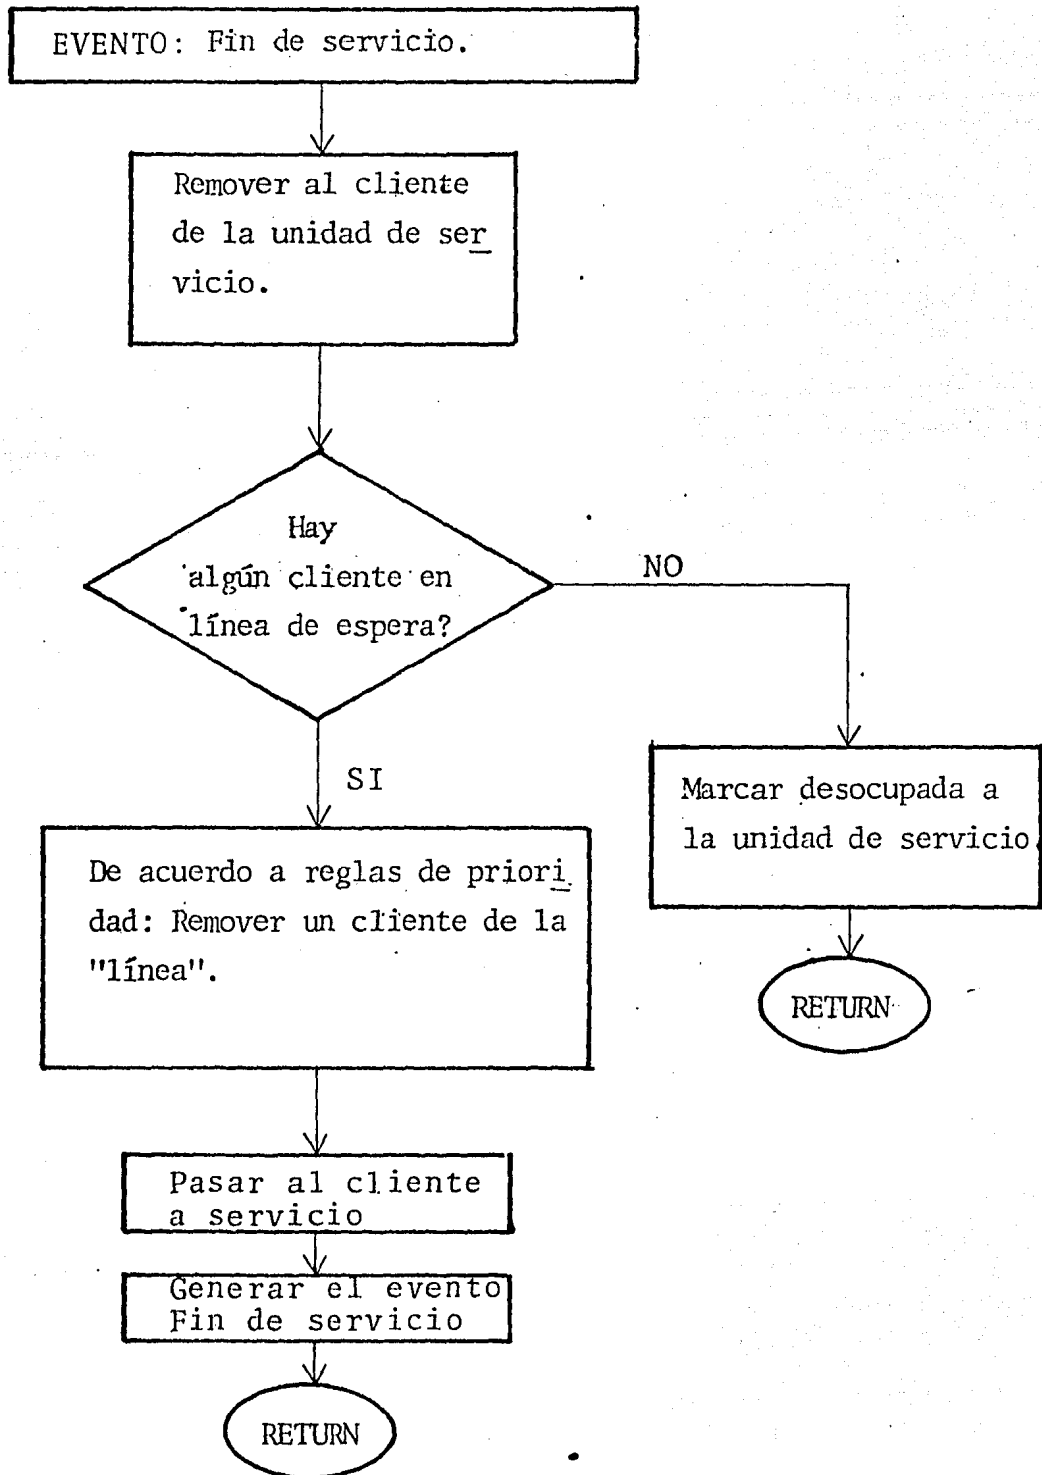 EVENTO: Fin de servicio.
Remover al cliente
de la unidad de ser
vicio.
Hay
algún cliente en
línea de espera?
NO
SI
Marcar desocupada a
la unidad de servicio.
RETURN
De acuerdo a reglas de priori
dad: Remover un cliente de la
"línea".
Pasar al cliente
a servicio
Generar el evento
Fin de servicio
RETURN